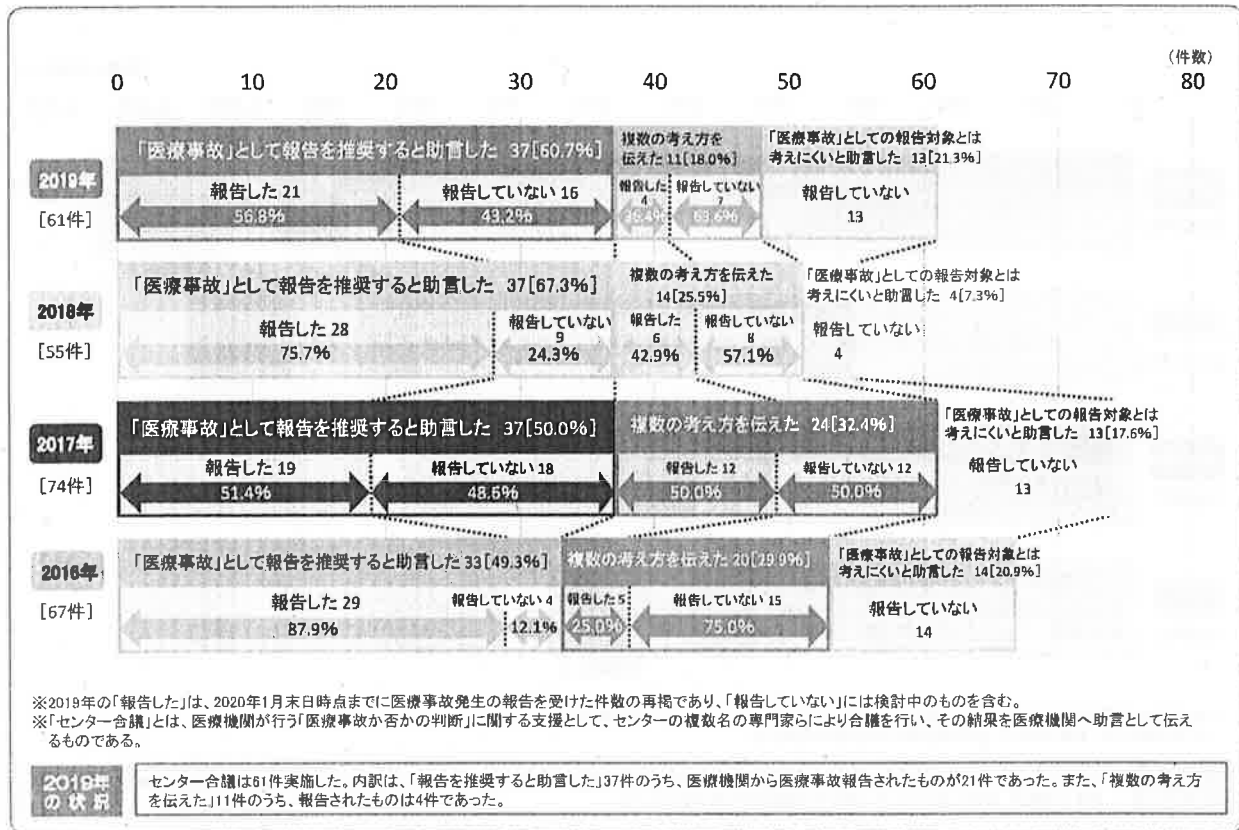 (件数)
0 10 20 30 40 50 60 70 80
2019年
[61件]
「医療事故」として報告を推奨すると助言した 37[60.7%]
複数の考え方を
伝えた 11[18.0%]
「医療事故」としての報告対象とは
考えにくいと助言した 13[21.3%]
報告した 21
56.8%
報告していない 16
43.2%
報告した
4
36.4%
報告していない
7
63.6%
報告していない
13
2018年
[55件]
「医療事故」として報告を推奨すると助言した 37[67.3%]
複数の考え方を伝えた
14[25.5%]
「医療事故」としての報告対象とは
考えにくいと助言した 4[7.3%]
報告した 28
75.7%
報告していない
9
24.3%
報告した
6
42.9%
報告していない
8
57.1%
報告していない
4
2017年
[74件]
「医療事故」として報告を推奨すると助言した 37[50.0%]
複数の考え方を伝えた 24[32.4%]
「医療事故」としての報告対象とは
考えにくいと助言した 13[17.6%]
報告した 19
51.4%
報告していない 18
48.6%
報告した 12
50.0%
報告していない 12
50.0%
報告していない
13
2016年
[67件]
「医療事故」として報告を推奨すると助言した 33[49.3%]
複数の考え方を伝えた 20[29.9%]
「医療事故」としての報告対象とは
考えにくいと助言した 14[20.9%]
報告した 29
87.9%
報告していない 4
12.1%
報告した 5
25.0%
報告していない 15
75.0%
報告していない
14
※2019年の「報告した」は、2020年1月末日時点までに医療事故発生の報告を受けた件数の再掲であり、「報告していない」には検討中のものを含む。
※「センター会議」とは、医療機関が行う「医療事故か否かの判断」に関する支援として、センターの複数名の専門家らにより会議を行い、その結果を医療機関へ助言として伝え
るものである。
2019年
の状況
センター会議は61件実施した。内訳は、「報告を推奨すると助言した」37件のうち、医療機関から医療事故報告されたものが21件であった。また、「複数の考え方
を伝えた」11件のうち、報告されたものは4件であった。